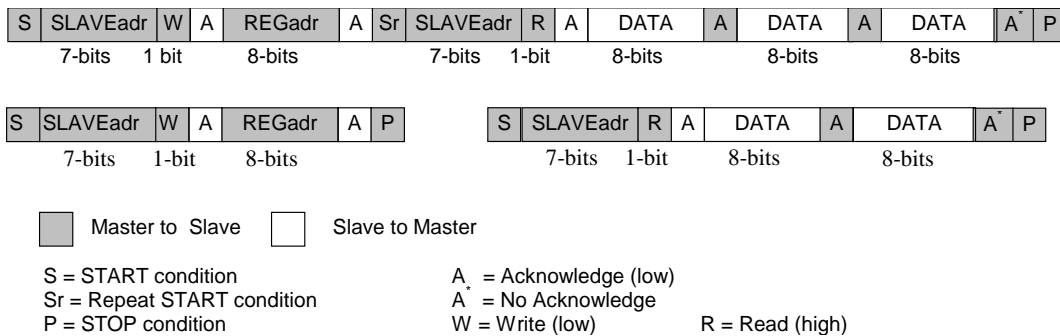 S SLAVEadr W A REGadr A Sr SLAVEadr R A DATA A DATA A DATA A* P
7-bits 1 bit 8-bits 7-bits 1-bit 8-bits 8-bits 8-bits
S SLAVEadr W A REGadr A P
7-bits 1-bit 8-bits
S SLAVEadr R A DATA A DATA A* P
7-bits 1-bit 8-bits 8-bits
Master to Slave
Slave to Master
S = START condition
Sr = Repeat START condition
P = STOP condition
A = Acknowledge (low)
A* = No Acknowledge
W = Write (low) R = Read (high)